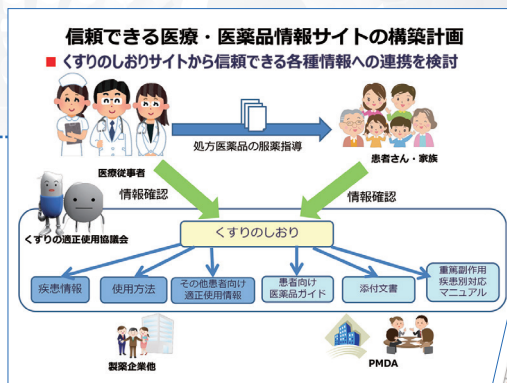 信頼できる医療・医薬品情報サイトの構築計画
■ くすりのしおりサイトから信頼できる各種情報への連携を検討
処方医薬品の服薬指導
医療従事者
患者さん・家族
情報確認
情報確認
くすりの適正使用協議会
くすりのしおり
疾患情報
使用方法
その他患者向け
適正使用情報
患者向け
医薬品ガイド
添付文書
重篤副作用
疾患別対応
マニュアル
製薬企業他
PMDA